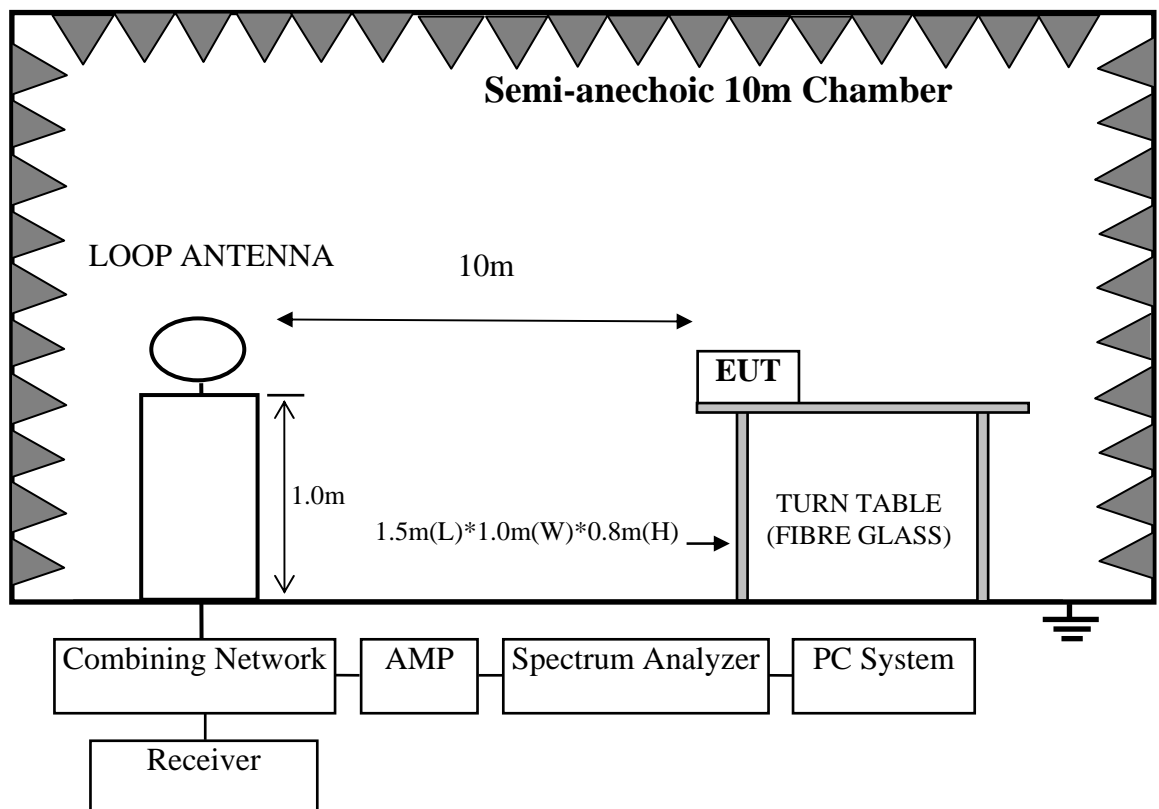 Semi-anechoic 10m Chamber
LOOP ANTENNA
10m
EUT
1.0m
1.5m(L)*1.0m(W)*0.8m(H)
TURN TABLE
(FIBRE GLASS)
Combining Network
AMP
Spectrum Analyzer
PC System
Receiver